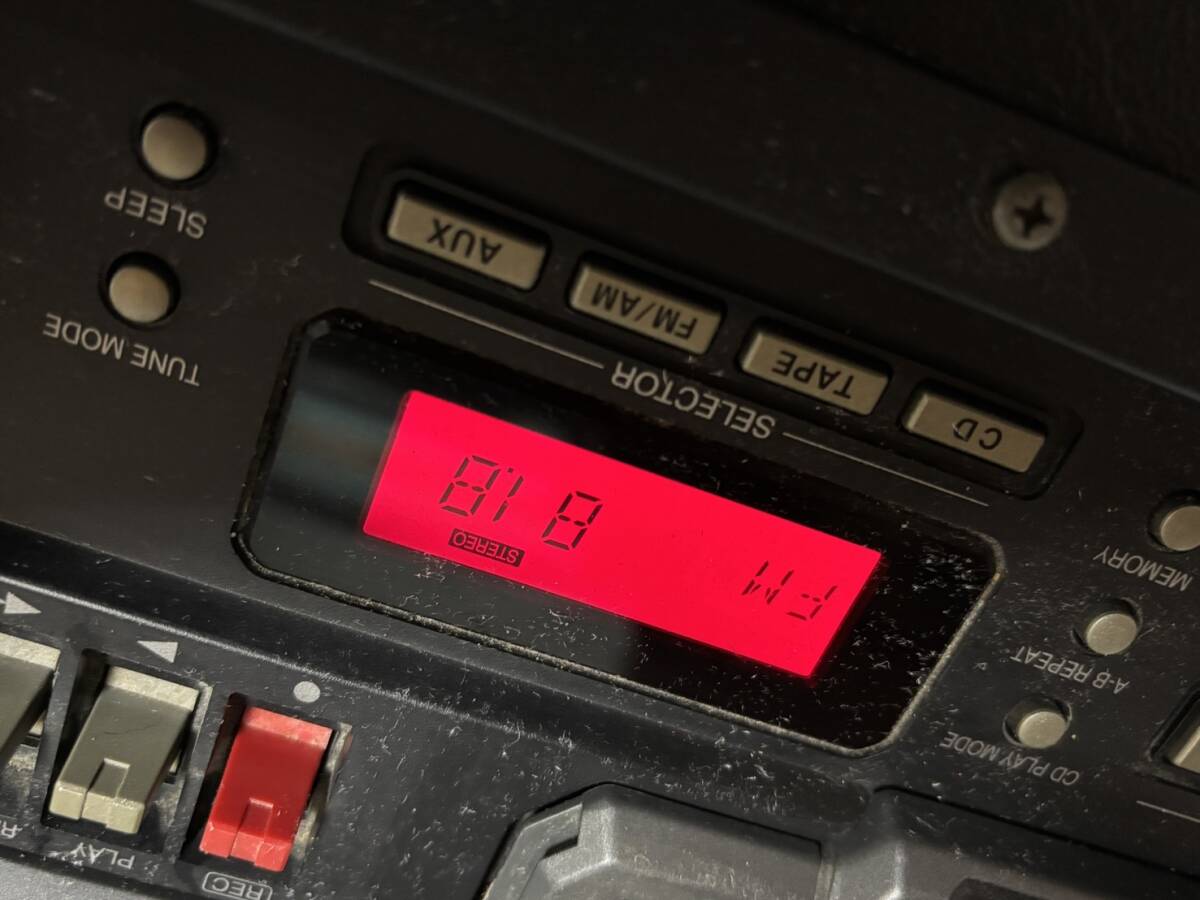 REC
PLAY
CD PLAY MODE
A-B REPEAT
MEMORY
STEREO
FM 81.8
SELECTOR
CD
TAPE
FM/AM
AUX
TUNE MODE
SLEEP